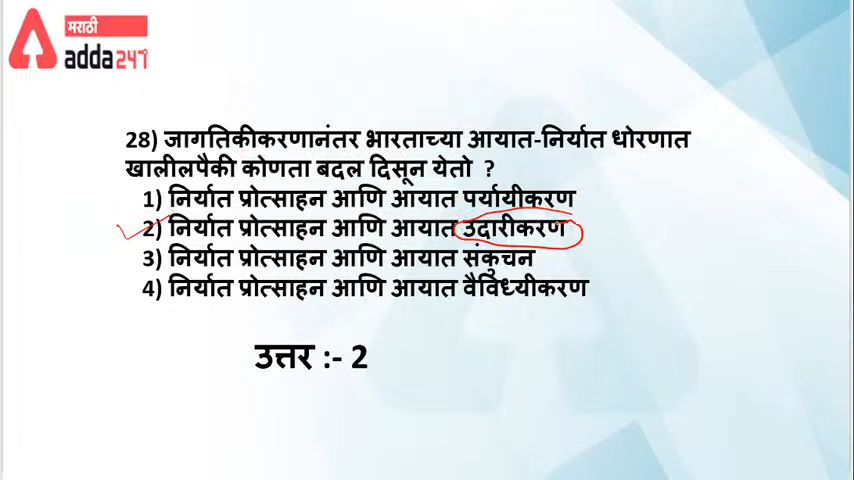 मराठी
adda247
28) जागतिकीकरणानंतर भारताच्या आयात-निर्यात धोरणात
खालीलपैकी कोणता बदल दिसून येतो ?
1) निर्यात प्रोत्साहन आणि आयात पर्यायीकरण
2) निर्यात प्रोत्साहन आणि आयात उदारीकरण
3) निर्यात प्रोत्साहन आणि आयात संकुचन
4) निर्यात प्रोत्साहन आणि आयात वैविध्यीकरण
उत्तर :- 2